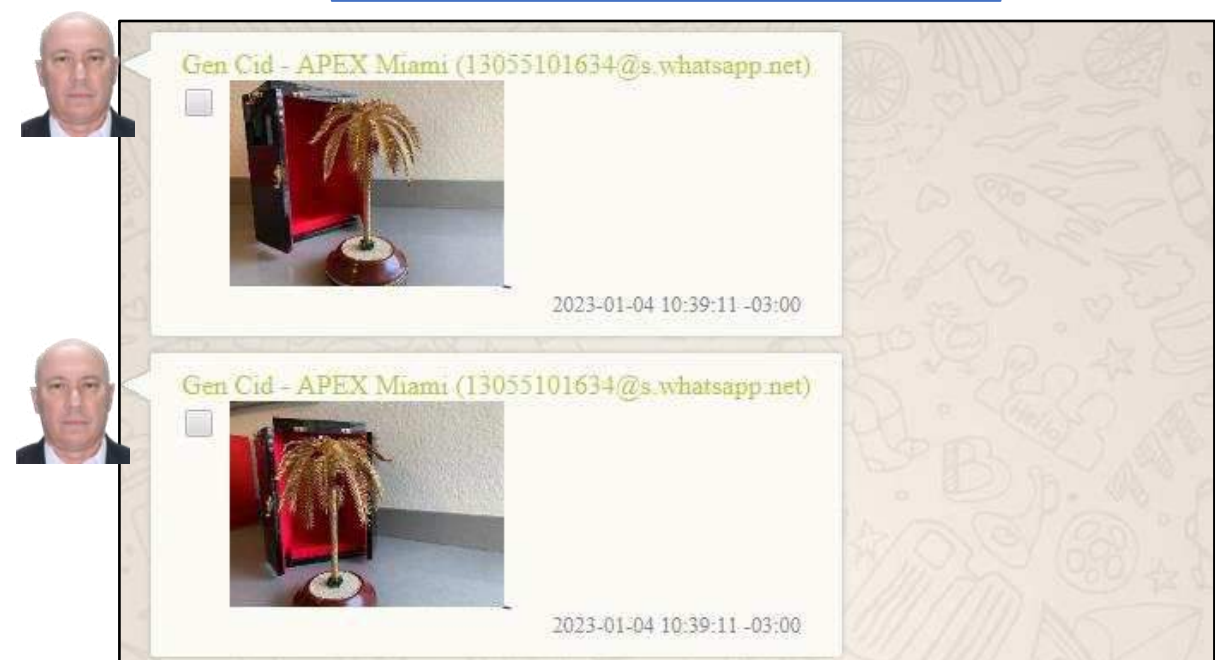 Gen Cid - APEX Miami (13055101634@s.whatsapp.net)
2023-01-04 10:39:11 -03:00
Gen Cid - APEX Miami (13055101634@s.whatsapp.net)
2023-01-04 10:39:11 -03:00